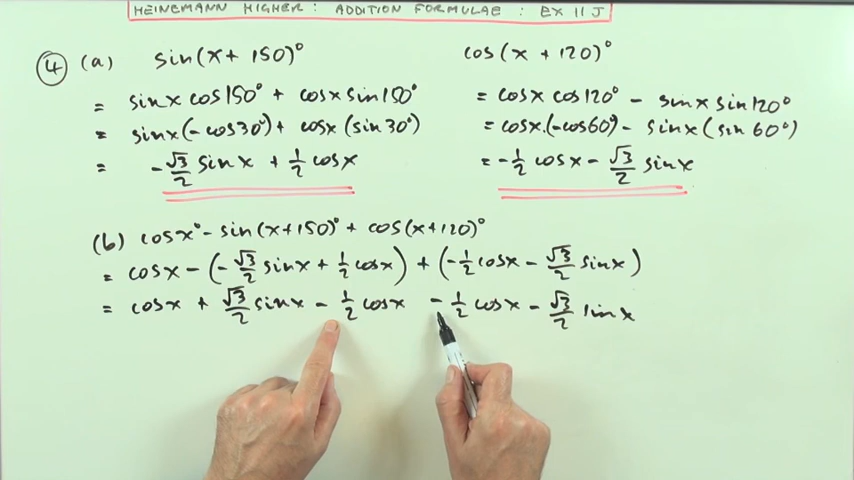 HEINEMANN HIGHER : ADDITION FORMULAE : EX 11J
④ (a) sin(x + 150)° cos(x + 120)°
= sinx cos150° + cosx sin150° = cosx cos120° − sinx sin120°
= sinx(−cos30°) + cosx(sin30°) = cosx.(−cos60°) − sinx(sin60°)
= −√3/2 sinx + 1/2 cosx = −1/2 cosx − √3/2 sinx
(b) cosx° − sin(x+150)° + cos(x+120)°
= cosx − (−√3/2 sinx + 1/2 cosx) + (−1/2 cosx − √3/2 sinx)
= cosx + √3/2 sinx − 1/2 cosx − 1/2 cosx − √3/2 sinx